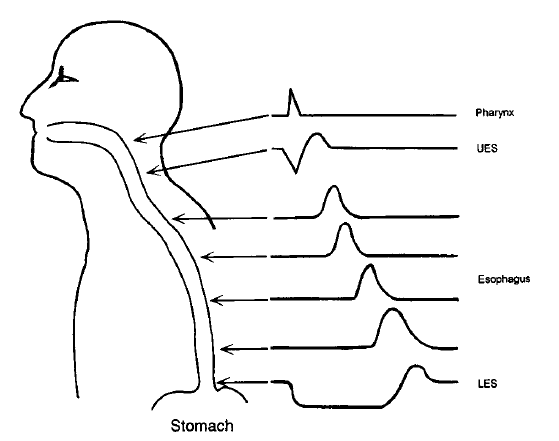 Pharynx
UES
Esophagus
LES
Stomach